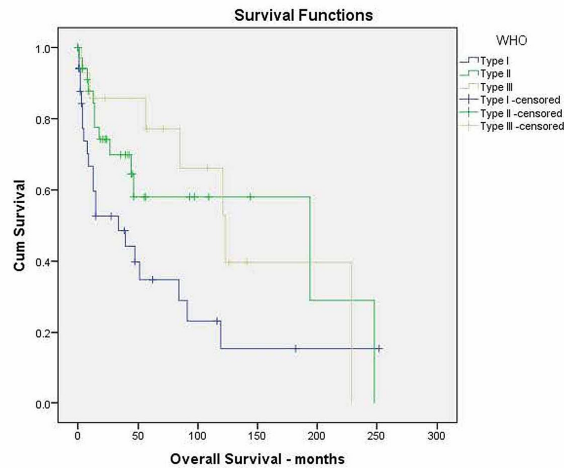 Survival Functions
WHO
Type I
Type II
Type III
Type I -censored
Type II -censored
Type III -censored
Cum Survival
1.0
0.8
0.6
0.4
0.2
0.0
0 50 100 150 200 250 300
Overall Survival - months